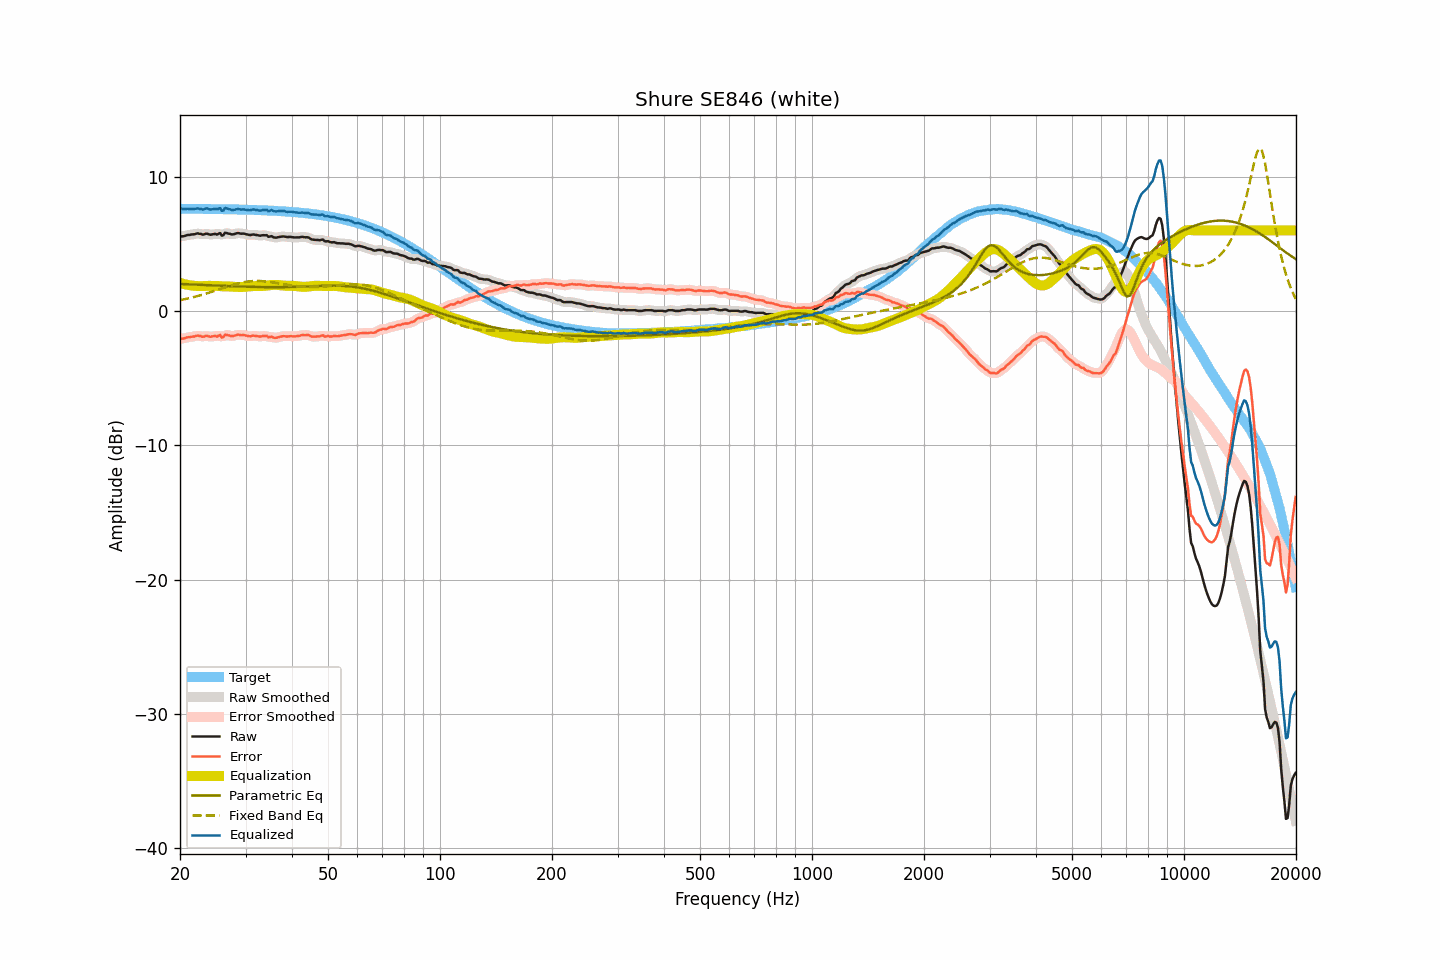 Shure SE846 (white)
10
0
−10
−20
−30
−40
Amplitude (dBr)
Target
Raw Smoothed
Error Smoothed
Raw
Error
Equalization
Parametric Eq
Fixed Band Eq
Equalized
20 50 100 200 500 1000 2000 5000 10000 20000
Frequency (Hz)